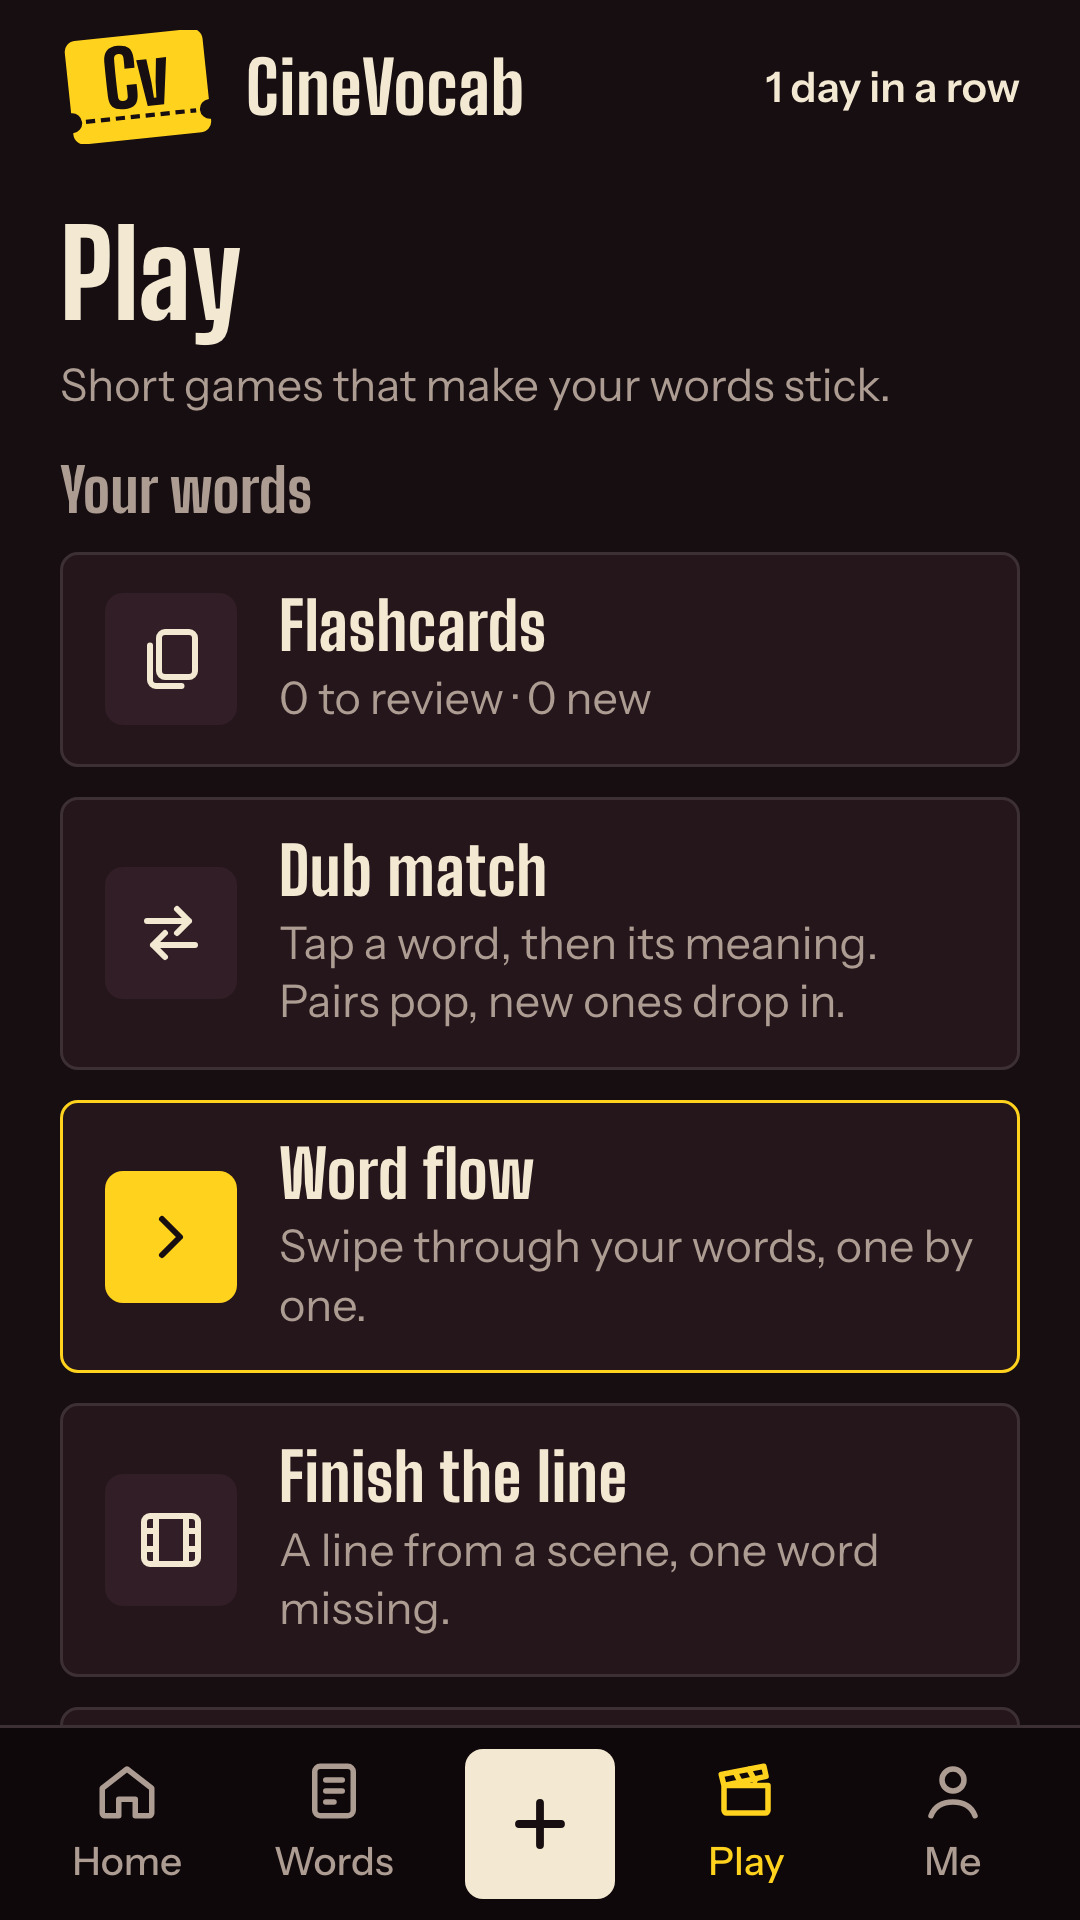 Cv
CineVocab
1 day in a row
Play
Short games that make your words stick.
Your words
Flashcards
0 to review · 0 new
Dub match
Tap a word, then its meaning.
Pairs pop, new ones drop in.
Word flow
Swipe through your words, one by
one.
Finish the line
A line from a scene, one word
missing.
Home
Words
Play
Me